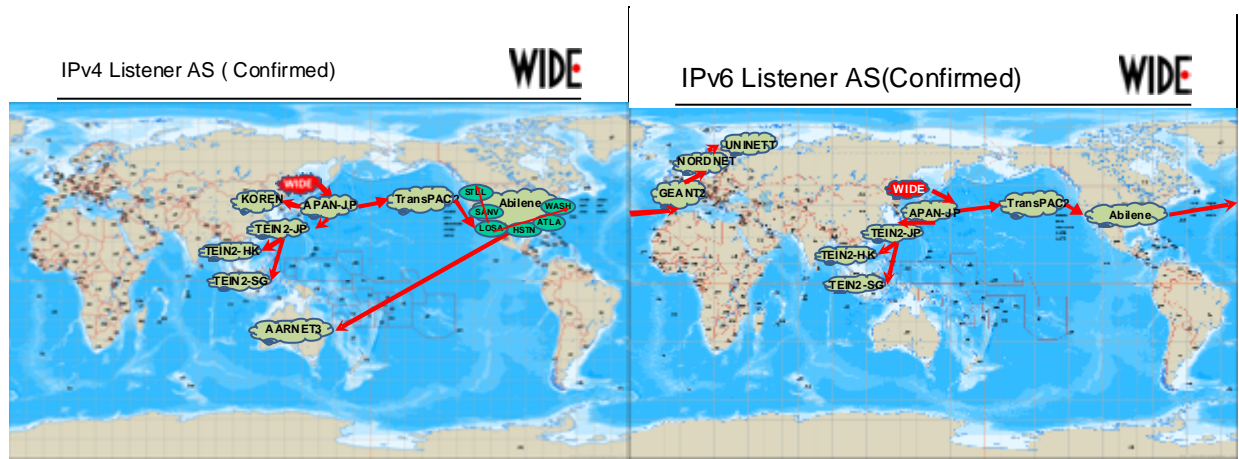 IPv4 Listener AS ( Confirmed)
WIDE
WIDE
KOREN
APAN-JP
TransPAC2
STLL
Abilene
SANV
WASH
LOSA
HSTN
ATLA
TEIN2-JP
TEIN2-HK
TEIN2-SG
AARNET3
IPv6 Listener AS(Confirmed)
WIDE
UNINETT
NORDNET
GEANT2
WIDE
APAN-JP
TransPAC2
Abilene
TEIN2-JP
TEIN2-HK
TEIN2-SG